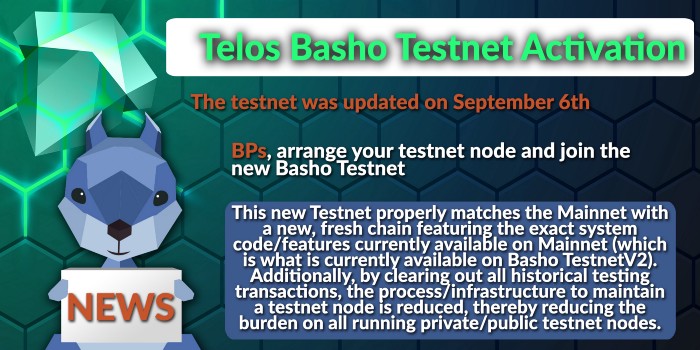 Telos Basho Testnet Activation
The testnet was updated on September 6th
BPs, arrange your testnet node and join the
new Basho Testnet
This new Testnet properly matches the Mainnet with
a new, fresh chain featuring the exact system
code/features currently available on Mainnet (which
is what is currently available on Basho TestnetV2).
Additionally, by clearing out all historical testing
transactions, the process/infrastructure to maintain
a testnet node is reduced, thereby reducing the
burden on all running private/public testnet nodes.
NEWS